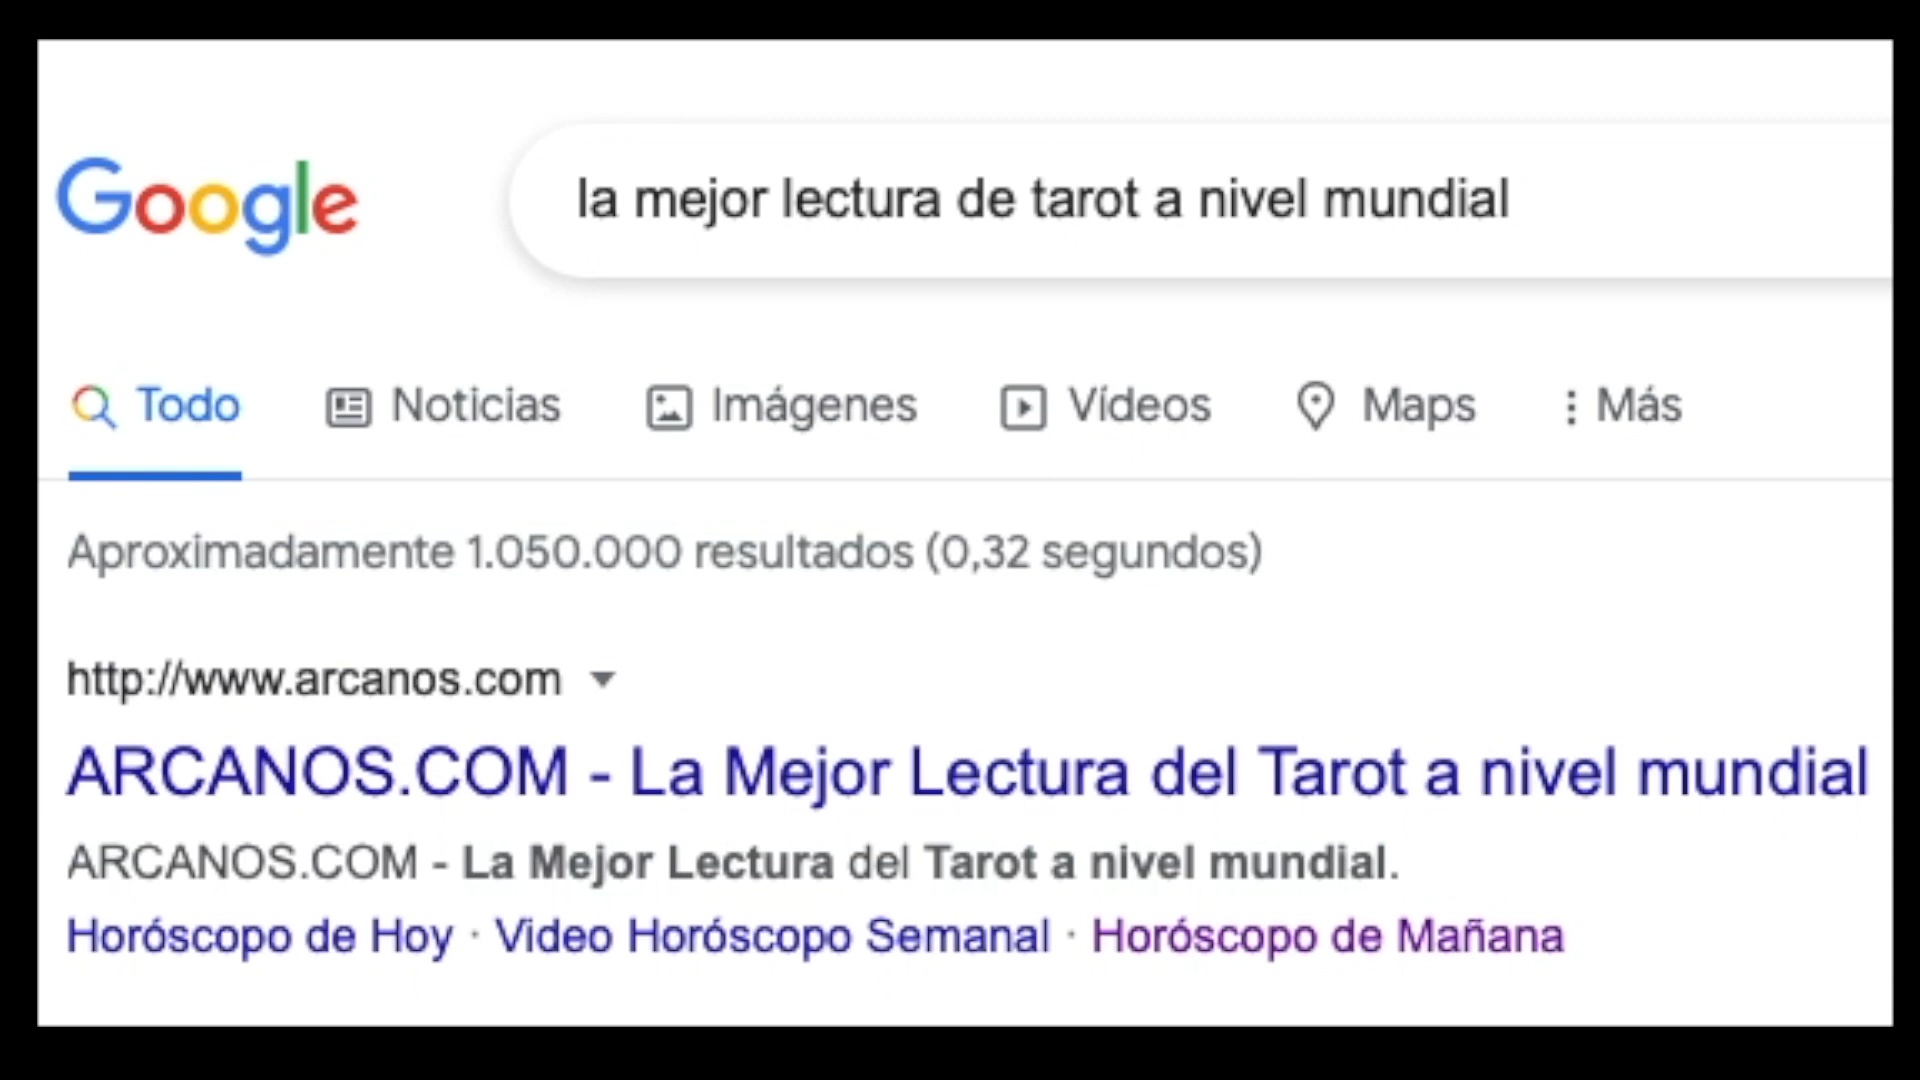 Google
la mejor lectura de tarot a nivel mundial
Todo Noticias Imágenes Vídeos Maps Más
Aproximadamente 1.050.000 resultados (0,32 segundos)
http://www.arcanos.com
ARCANOS.COM - La Mejor Lectura del Tarot a nivel mundial
ARCANOS.COM - La Mejor Lectura del Tarot a nivel mundial.
Horóscopo de Hoy · Video Horóscopo Semanal · Horóscopo de Mañana